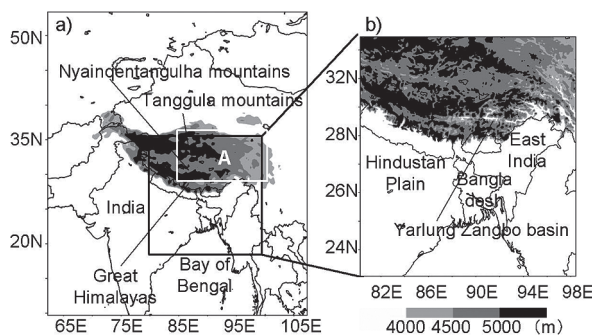 a)
50N
Nyainqentangulha mountains
Tanggula mountains
35N
A
India
20N
Great
Himalayas
Bay of
Bengal
65E 75E 85E 95E 105E
b)
32N
30N
28N
East
India
Hindustan
Plain
Bangla
desh
26N
Yarlung Zangbo basin
24N
82E 86E 90E 94E 98E
4000 4500 5000 (m)